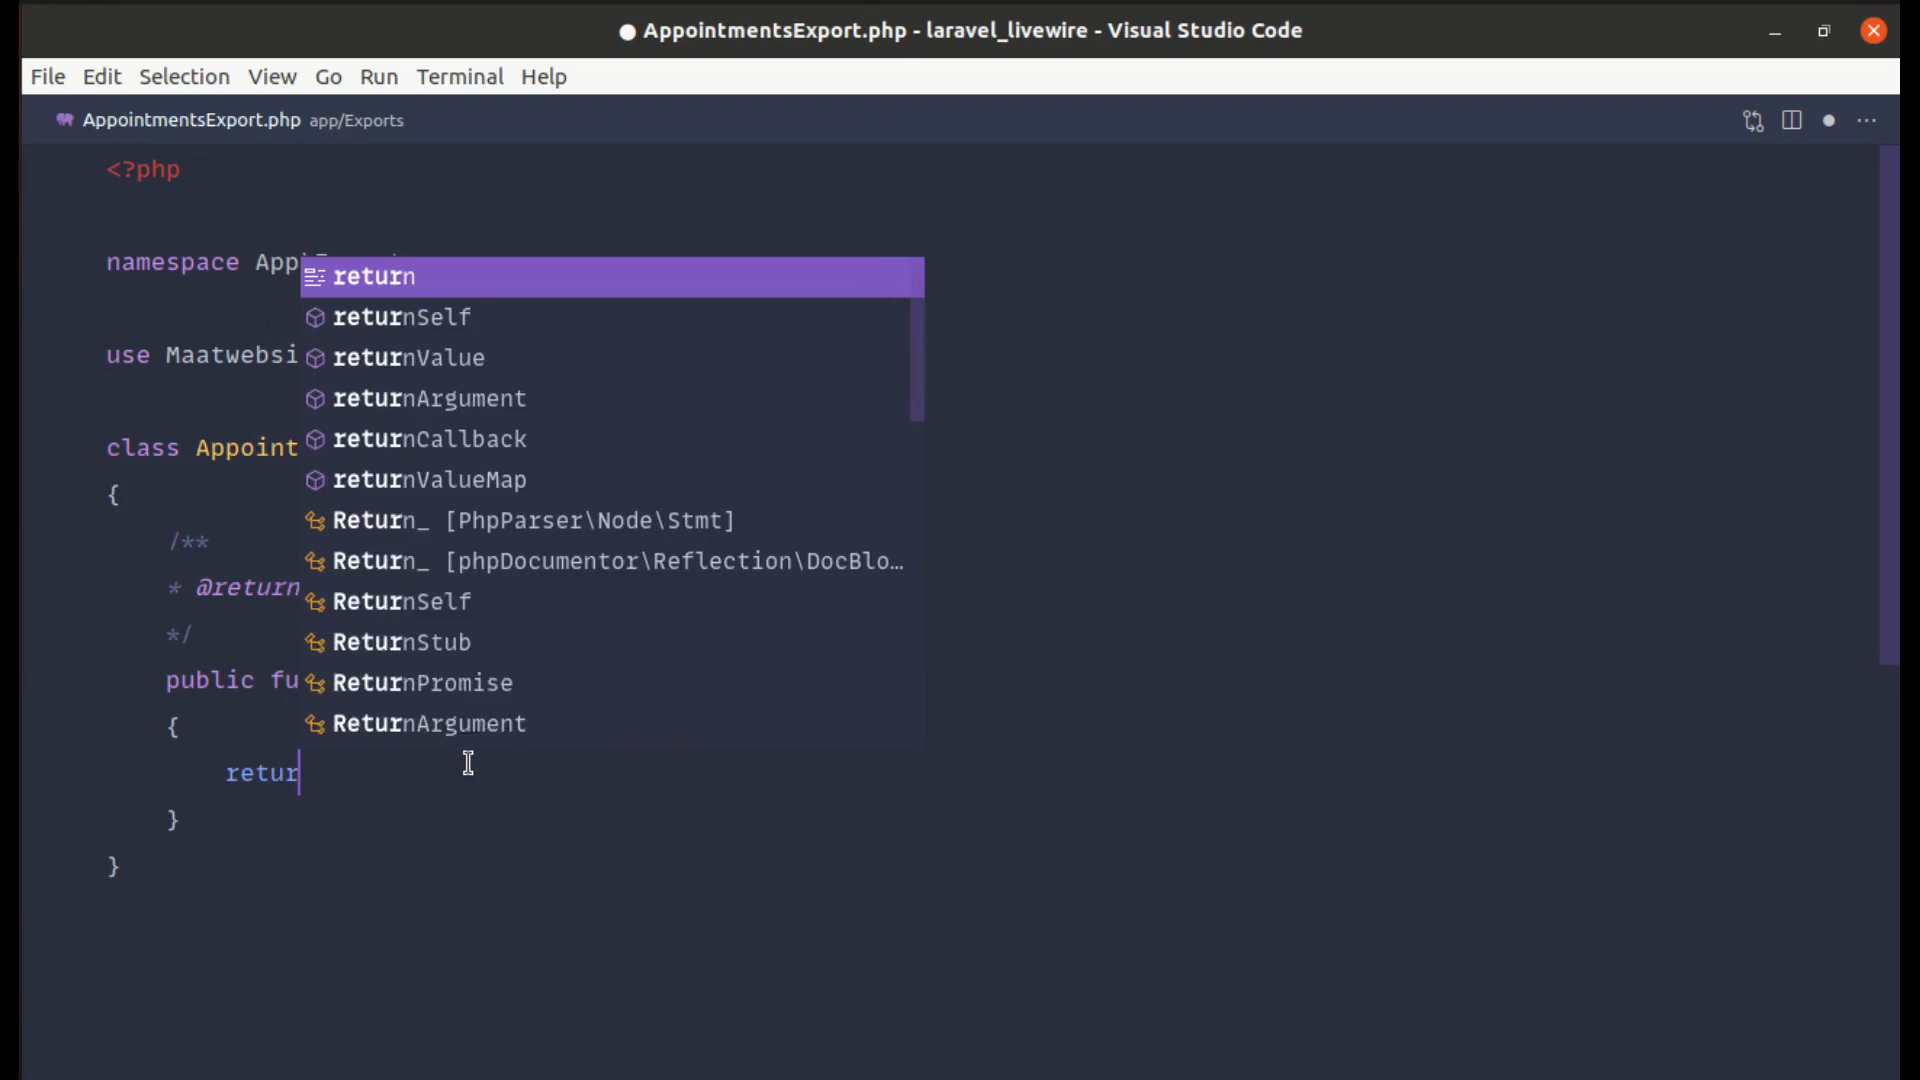 AppointmentsExport.php - laravel_livewire - Visual Studio Code
File Edit Selection View Go Run Terminal Help
AppointmentsExport.php app/Exports
<?php
namespace App
return
returnSelf
use Maatwebsi
returnValue
returnArgument
returnCallback
class Appoint
returnValueMap
{
Return_ [PhpParser\Node\Stmt]
/**
Return_ [phpDocumentor\Reflection\DocBlo…
* @return
ReturnSelf
*/
ReturnStub
public fu
ReturnPromise
{
ReturnArgument
retur
}
}